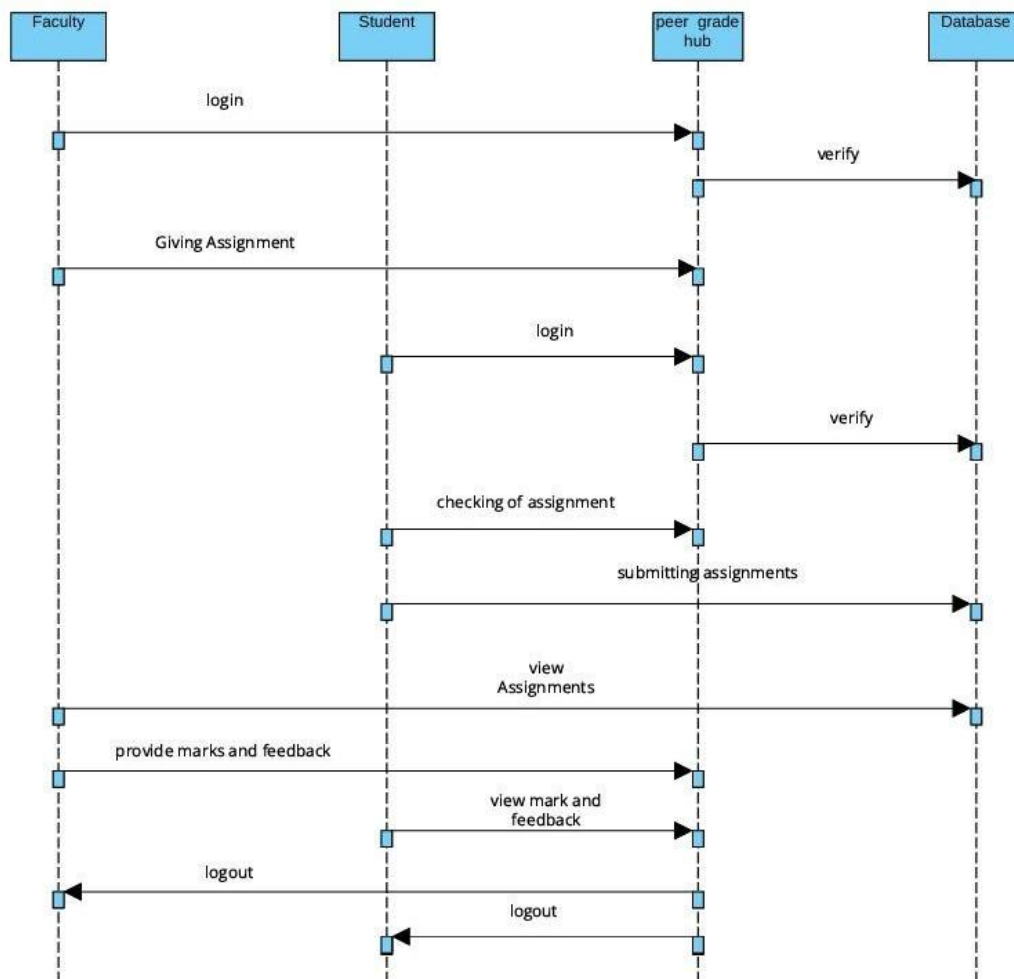 Faculty
Student
peer grade
hub
Database
login
verify
Giving Assignment
login
verify
checking of assignment
submitting assignments
view
Assignments
provide marks and feedback
view mark and
feedback
logout
logout